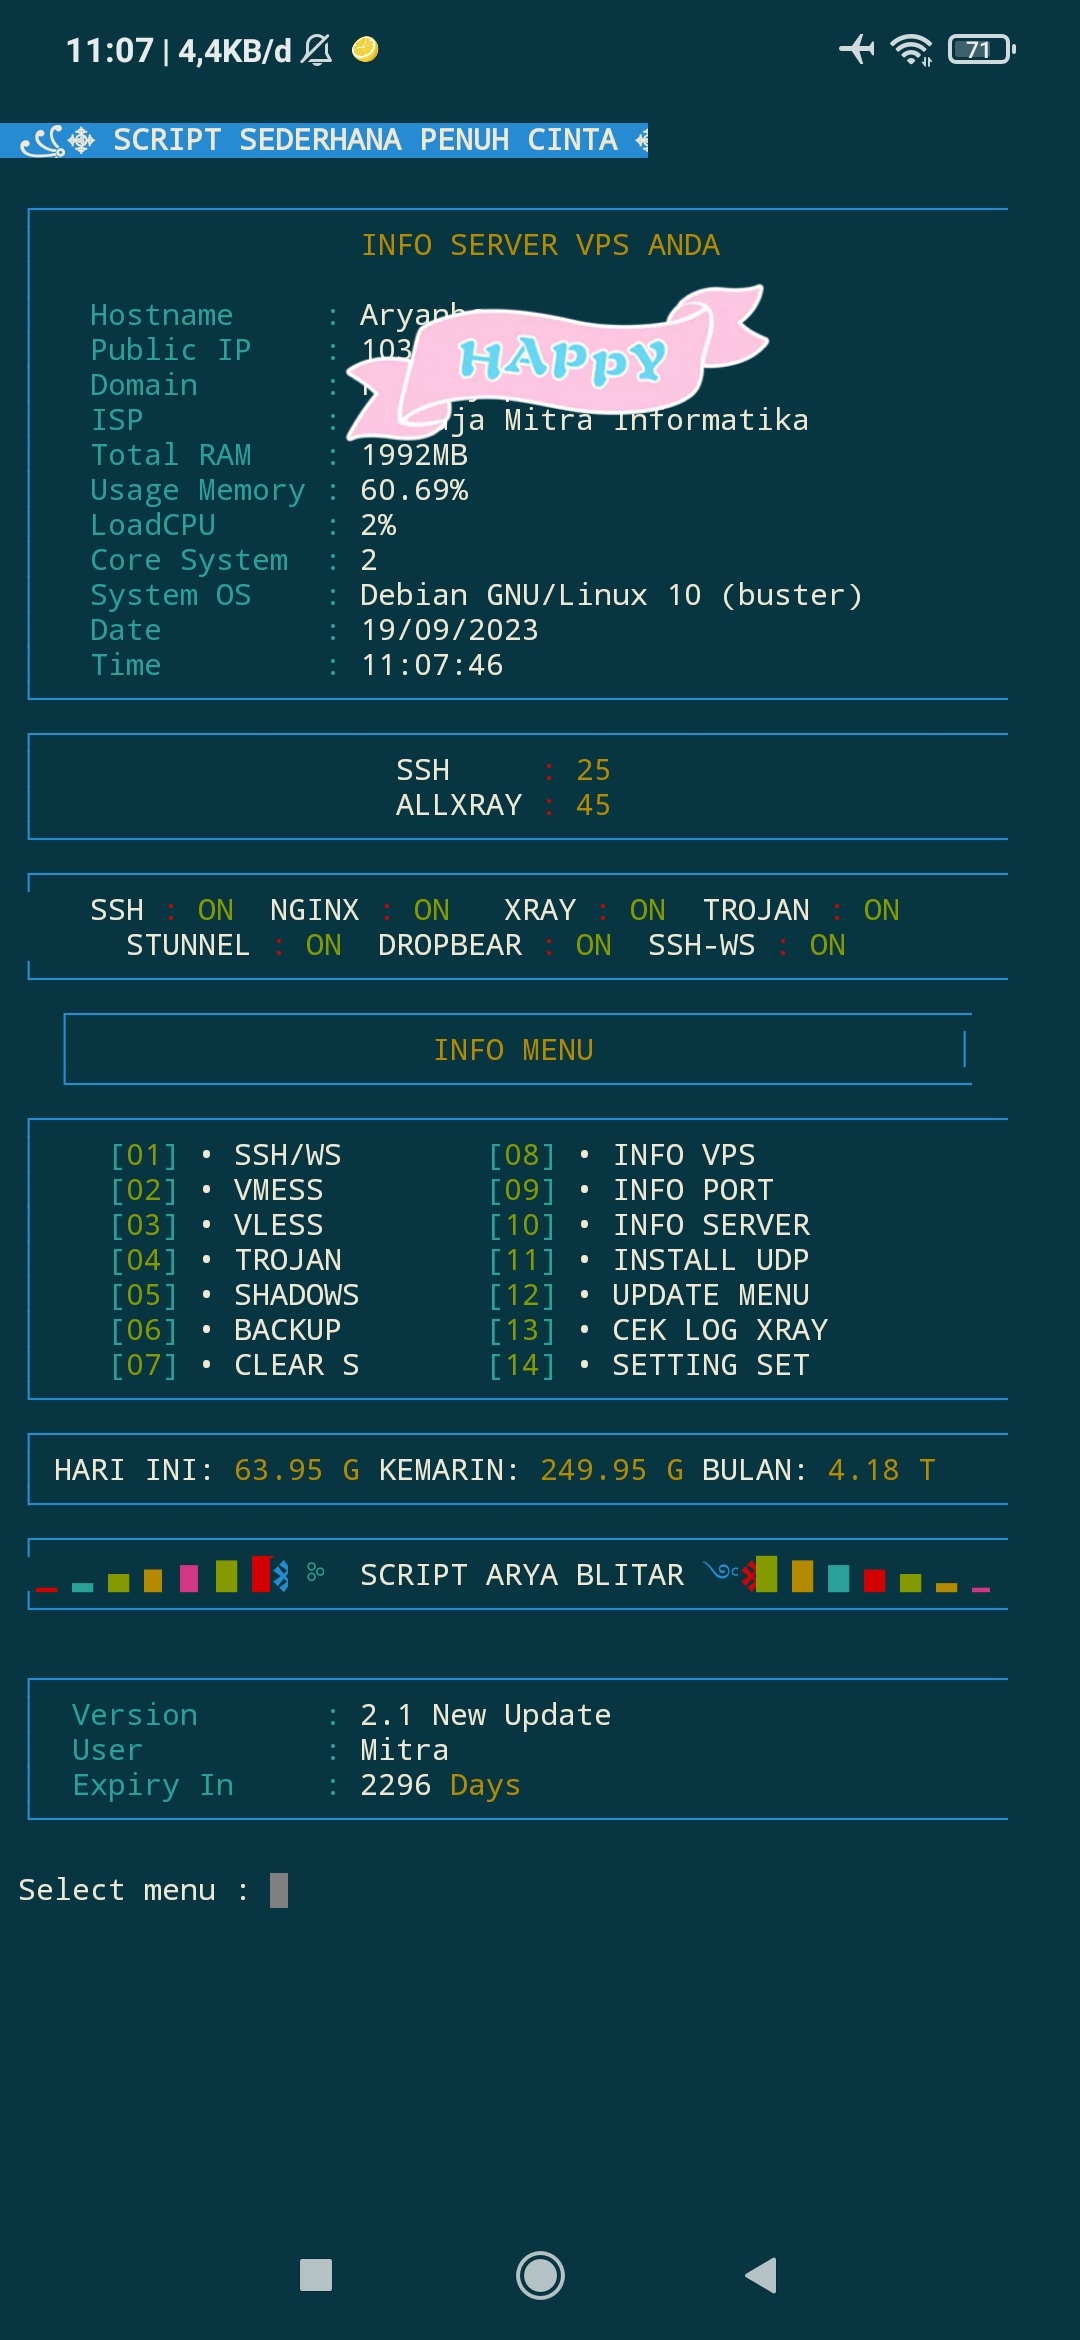 11:07 | 4,4KB/d
71
SCRIPT SEDERHANA PENUH CINTA
INFO SERVER VPS ANDA
Hostname :
Public IP : 103
HAppY
Domain :
ISP : Mitra Informatika
Total RAM : 1992MB
Usage Memory : 60.69%
LoadCPU : 2%
Core System : 2
System OS : Debian GNU/Linux 10 (buster)
Date : 19/09/2023
Time : 11:07:46
SSH : 25
ALLXRAY : 45
SSH : ON NGINX : ON XRAY : ON TROJAN : ON
STUNNEL : ON DROPBEAR : ON SSH-WS : ON
INFO MENU
[01] • SSH/WS [08] • INFO VPS
[02] • VMESS [09] • INFO PORT
[03] • VLESS [10] • INFO SERVER
[04] • TROJAN [11] • INSTALL UDP
[05] • SHADOWS [12] • UPDATE MENU
[06] • BACKUP [13] • CEK LOG XRAY
[07] • CLEAR S [14] • SETTING SET
HARI INI: 63.95 G KEMARIN: 249.95 G BULAN: 4.18 T
SCRIPT ARYA BLITAR
Version : 2.1 New Update
User : Mitra
Expiry In : 2296 Days
Select menu :